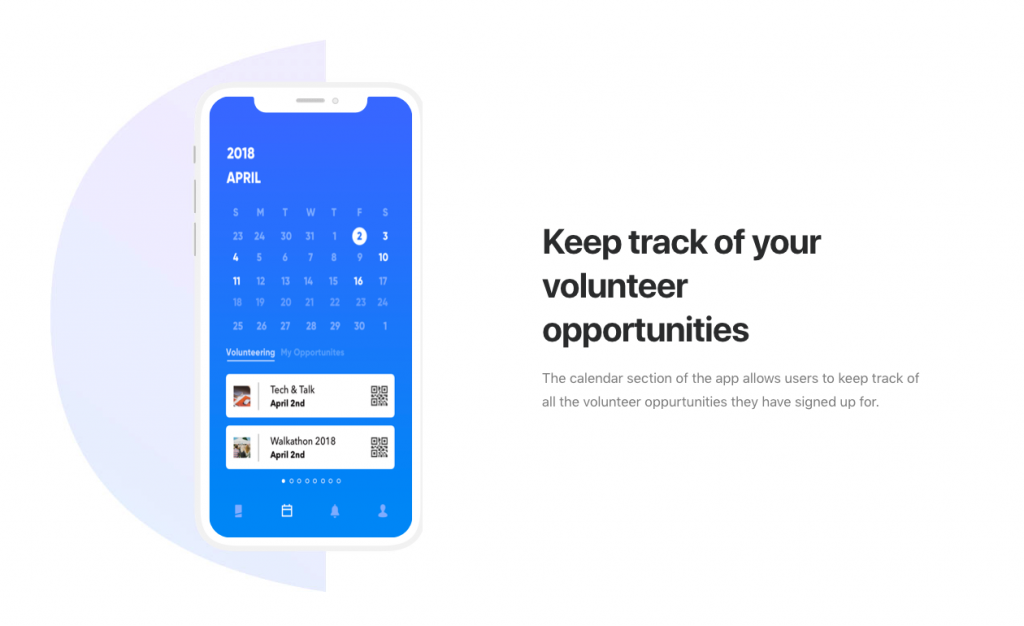 2018
APRIL
S M T W T F S
23 24 30 31 1 2 3
4 5 6 7 8 9 10
11 12 13 14 15 16 17
18 19 20 21 22 23 24
25 26 27 28 29 30 1
Volunteering My Opportunites
Tech & Talk
April 2nd
Walkathon 2018
April 2nd
Keep track of your
volunteer
opportunities
The calendar section of the app allows users to keep track of
all the volunteer oppurtunities they have signed up for.